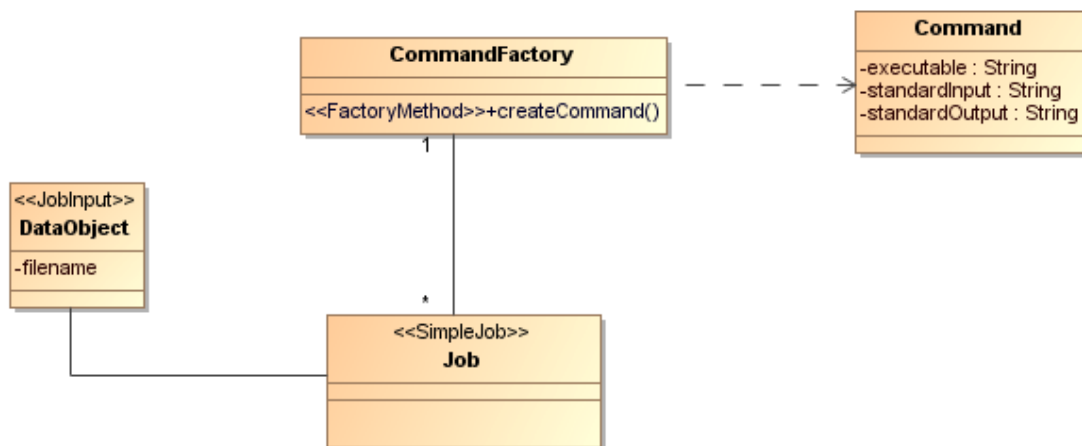 Command
-executable : String
-standardInput : String
-standardOutput : String
CommandFactory
<<FactoryMethod>>+createCommand()
1
<<JobInput>>
DataObject
-filename
*
<<SimpleJob>>
Job